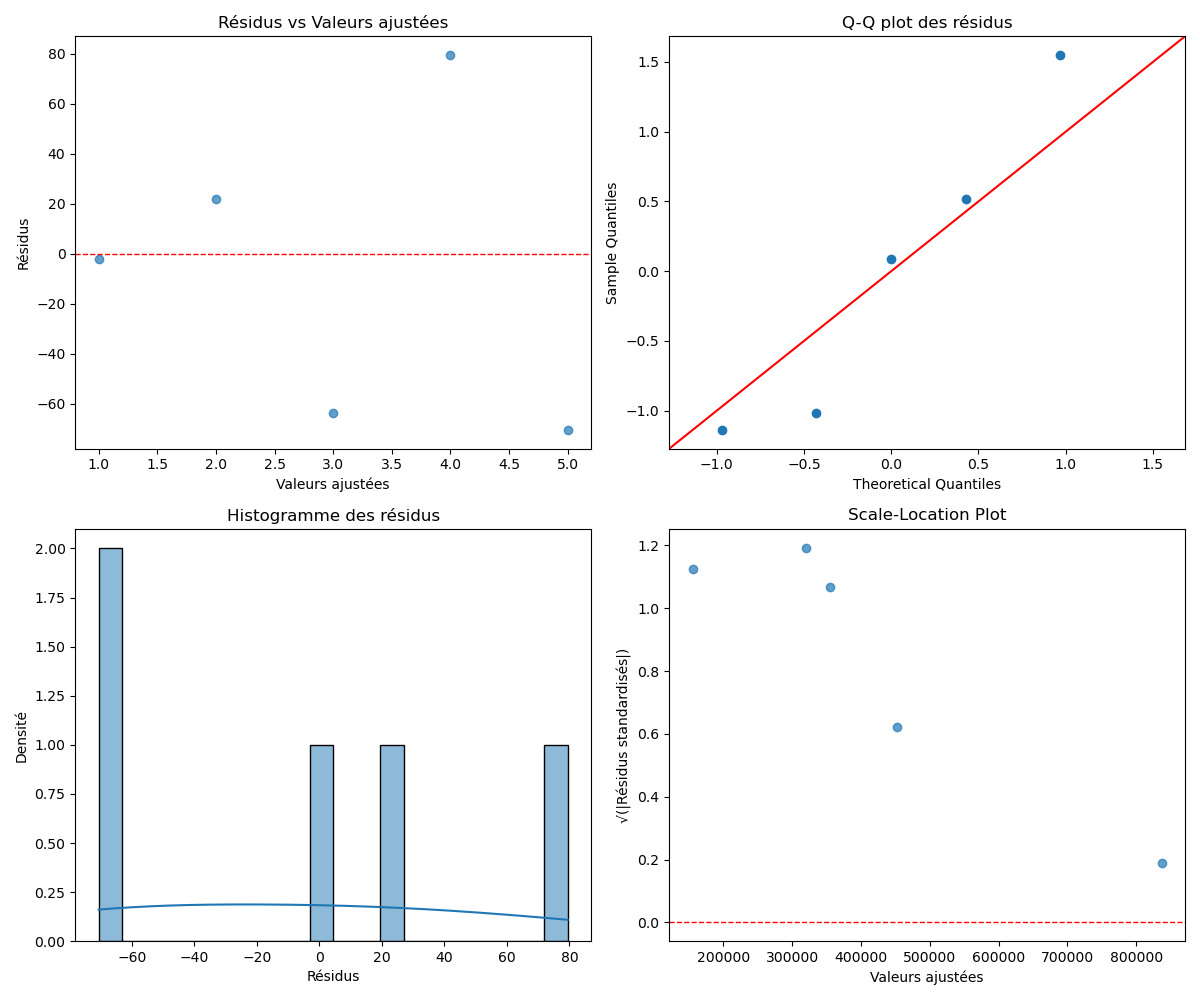 Résidus vs Valeurs ajustées
80
60
40
20
0
−20
−40
−60
Résidus
1.0 1.5 2.0 2.5 3.0 3.5 4.0 4.5 5.0
Valeurs ajustées
Q-Q plot des résidus
1.5
1.0
0.5
0.0
−0.5
−1.0
Sample Quantiles
−1.0 −0.5 0.0 0.5 1.0 1.5
Theoretical Quantiles
Histogramme des résidus
2.00
1.75
1.50
1.25
1.00
0.75
0.50
0.25
0.00
Densité
−60 −40 −20 0 20 40 60 80
Résidus
Scale-Location Plot
1.2
1.0
0.8
0.6
0.4
0.2
0.0
√(|Résidus standardisés|)
200000 300000 400000 500000 600000 700000 800000
Valeurs ajustées